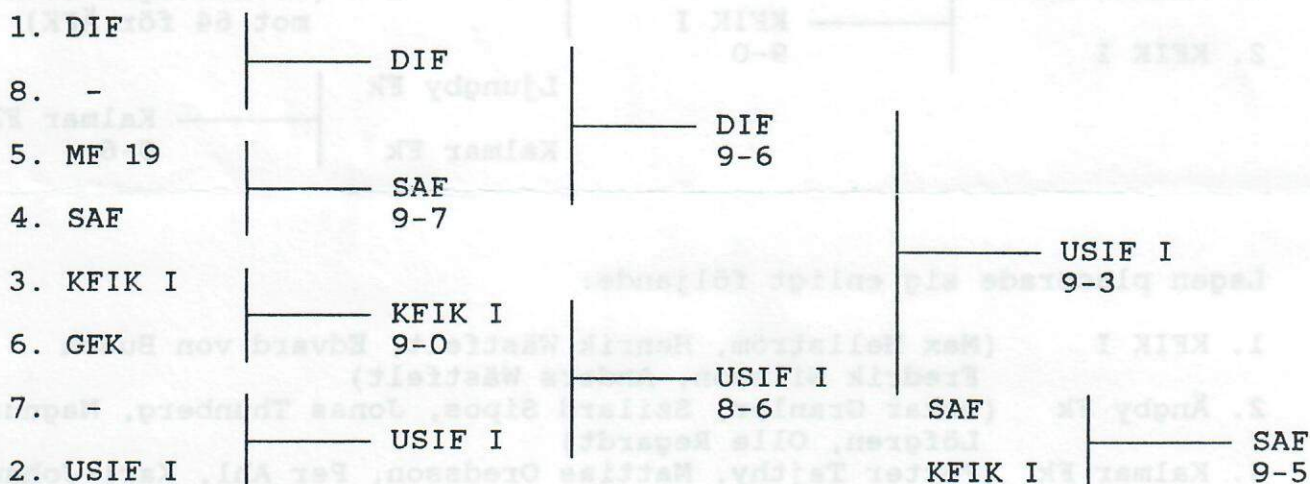 1. DIF
DIF
8. -
DIF
9-6
5. MF 19
SAF
9-7
4. SAF
USIF I
9-3
3. KFIK I
KFIK I
9-0
6. GFK
USIF I
8-6
7. -
USIF I
2. USIF I
SAF
KFIK I
SAF
9-5